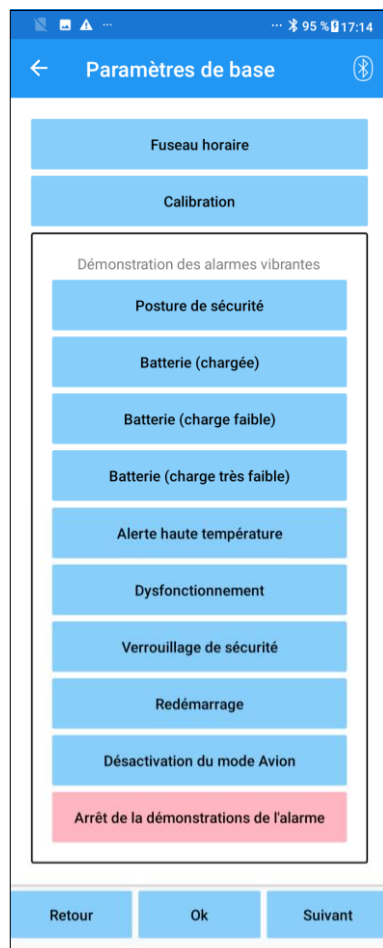 ... ... 95 % 17:14
Paramètres de base
Fuseau horaire
Calibration
Démonstration des alarmes vibrantes
Posture de sécurité
Batterie (chargée)
Batterie (charge faible)
Batterie (charge très faible)
Alerte haute température
Dysfonctionnement
Verrouillage de sécurité
Redémarrage
Désactivation du mode Avion
Arrêt de la démonstrations de l'alarme
Retour Ok Suivant